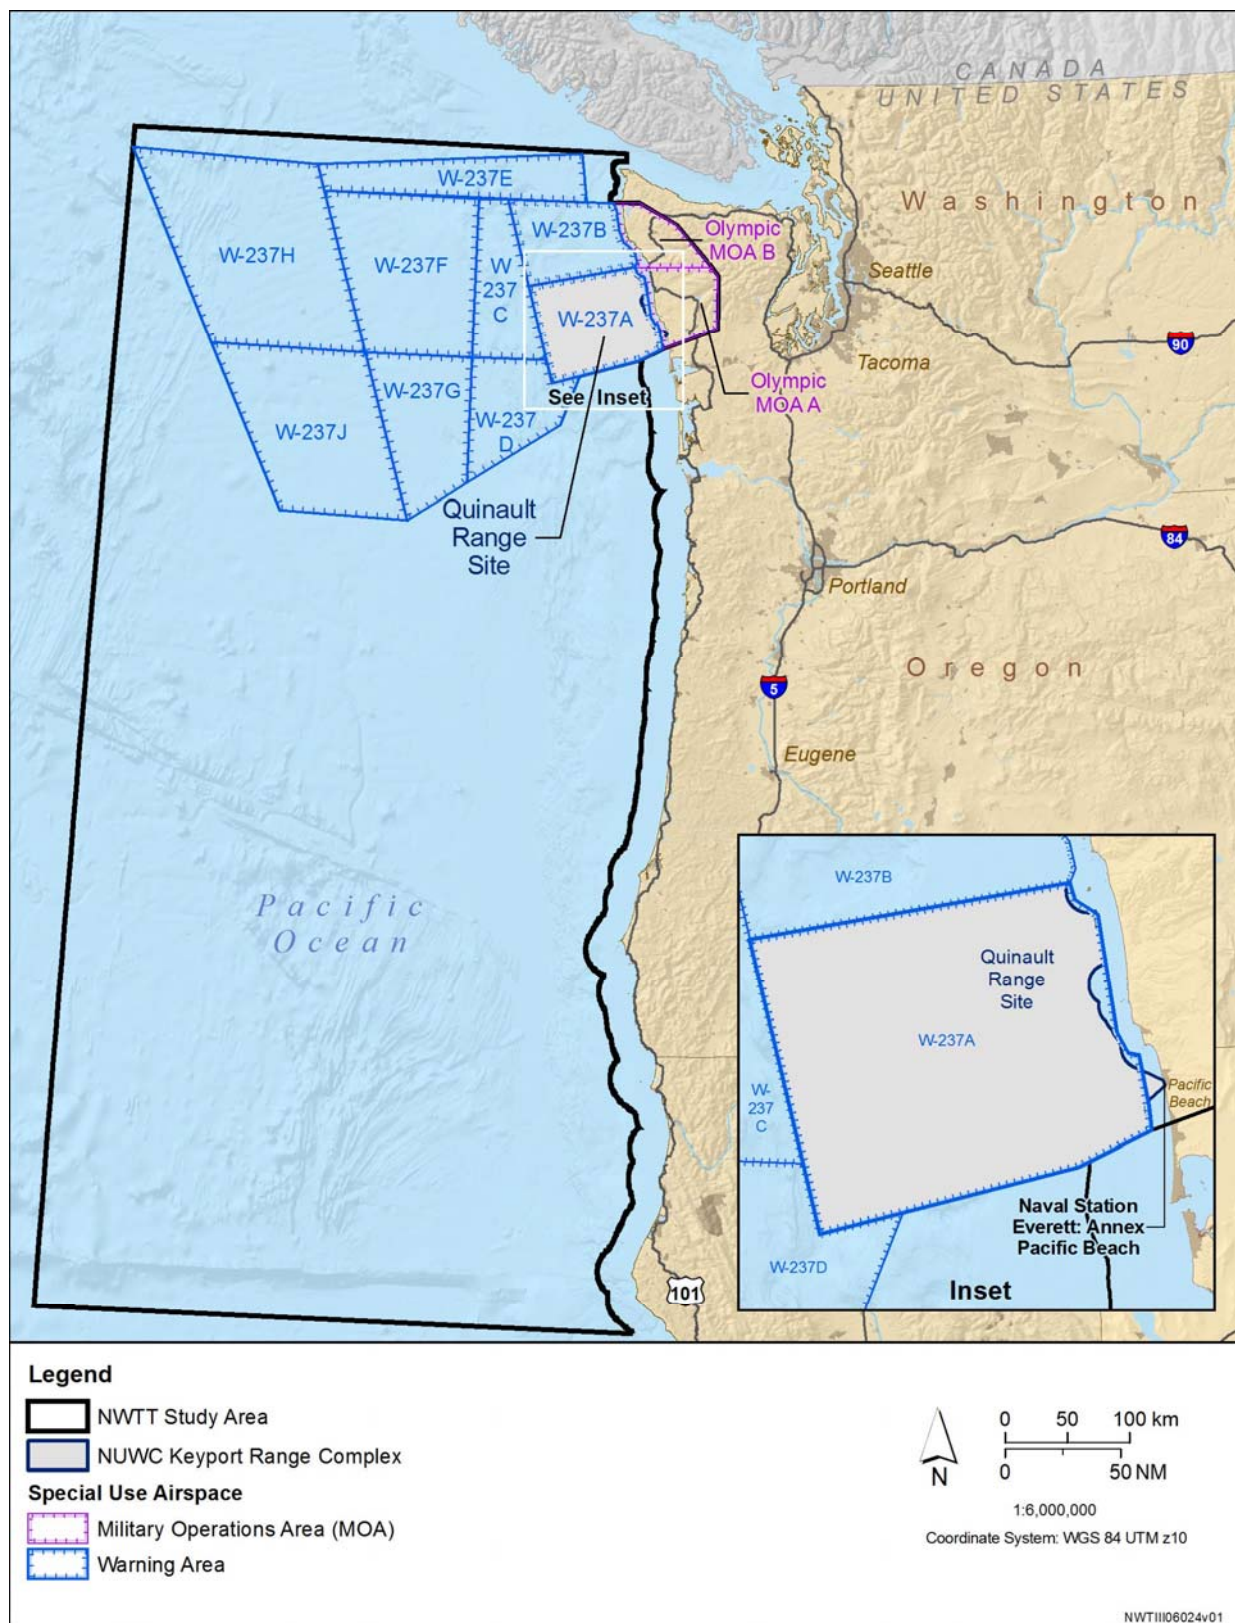 CANADA
UNITED STATES
Washington
W-237E
Olympic
MOA B
W-237B
W-237H
W-237F
W
237
C
Seattle
W-237A
90
Tacoma
Olympic
MOA A
See Inset
W-237G
W-237
D
W-237J
Quinault
Range
Site
84
Portland
Oregon
5
Eugene
Pacific
Ocean
W-237B
Quinault
Range
Site
W-237A
W-
237
C
Pacific
Beach
Naval Station
Everett: Annex
Pacific Beach
W-237D
Inset
101
Legend
NWTT Study Area
NUWC Keyport Range Complex
Special Use Airspace
Military Operations Area (MOA)
Warning Area
N
0 50 100 km
0 50 NM
1:6,000,000
Coordinate System: WGS 84 UTM z10
NWTIII06024v01